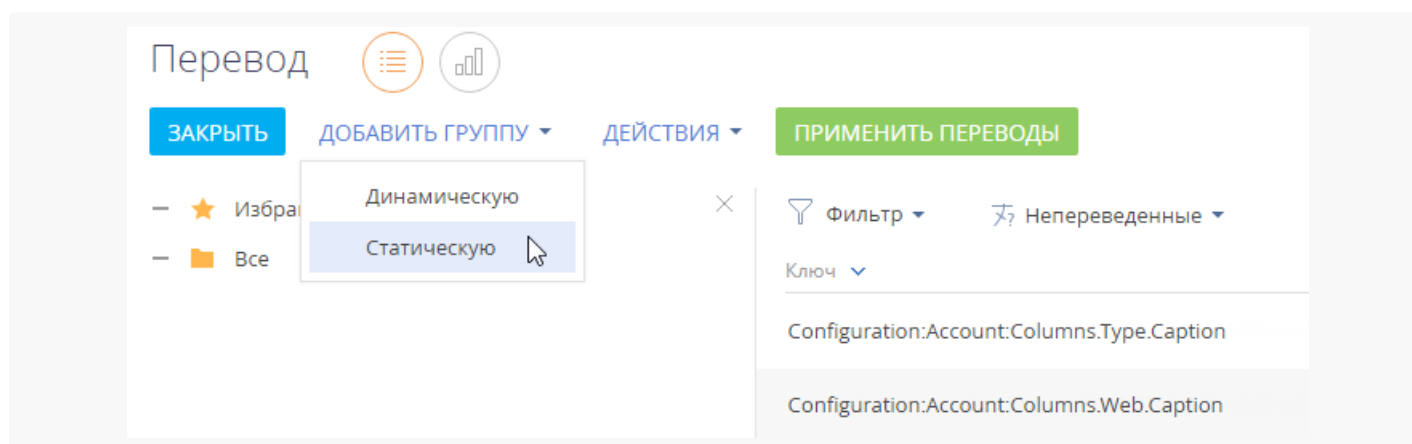 Перевод
ЗАКРЫТЬ ДОБАВИТЬ ГРУППУ ДЕЙСТВИЯ ПРИМЕНИТЬ ПЕРЕВОДЫ
Динамическую
Статическую
Избра
Все
Фильтр Непереведенные
Ключ
Configuration:Account:Columns.Type.Caption
Configuration:Account:Columns.Web.Caption